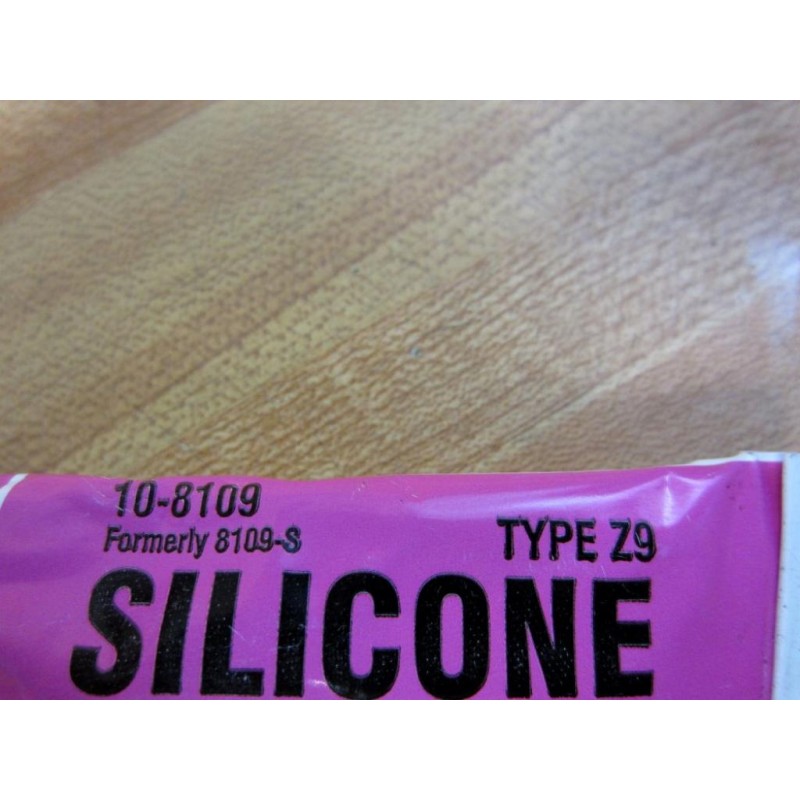 10-8109
Formerly 8109-S
TYPE Z9
SILICONE